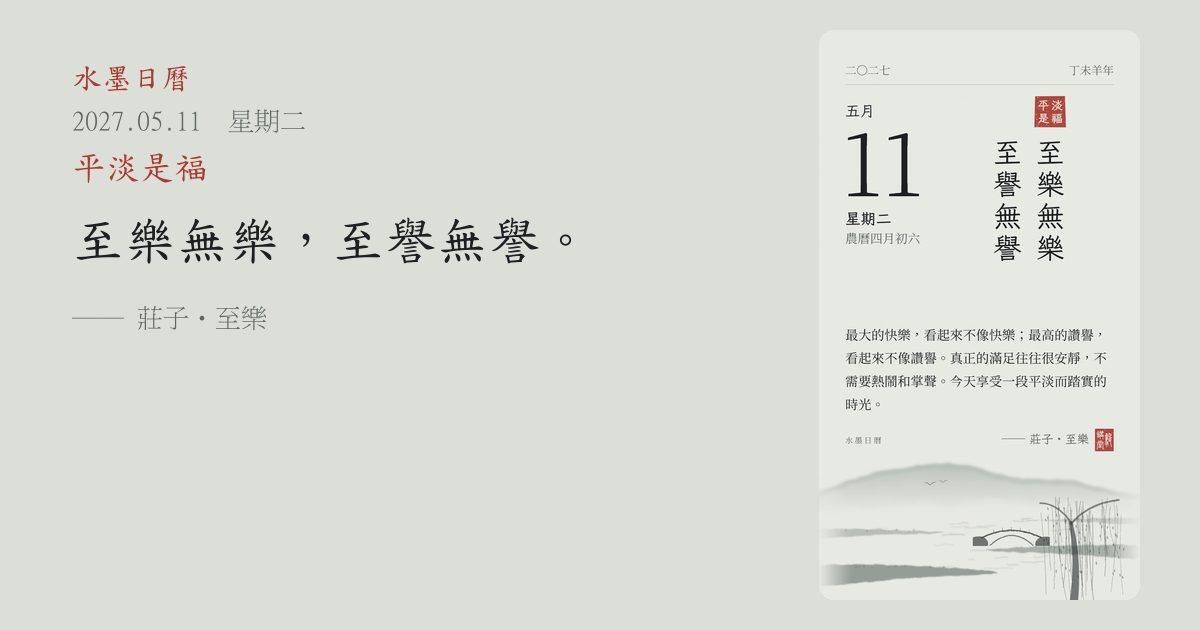 水墨日曆
2027.05.11　星期二
平淡是福
至樂無樂，至譽無譽。
—— 莊子・至樂
二〇二七
丁未羊年
五月
11
星期二
農曆四月初六
平淡是福
至樂無樂
至譽無譽
最大的快樂，看起來不像快樂；最高的讚譽，
看起來不像讚譽。真正的滿足往往很安靜，不
需要熱鬧和掌聲。今天享受一段平淡而踏實的
時光。
水墨日曆
—— 莊子・至樂